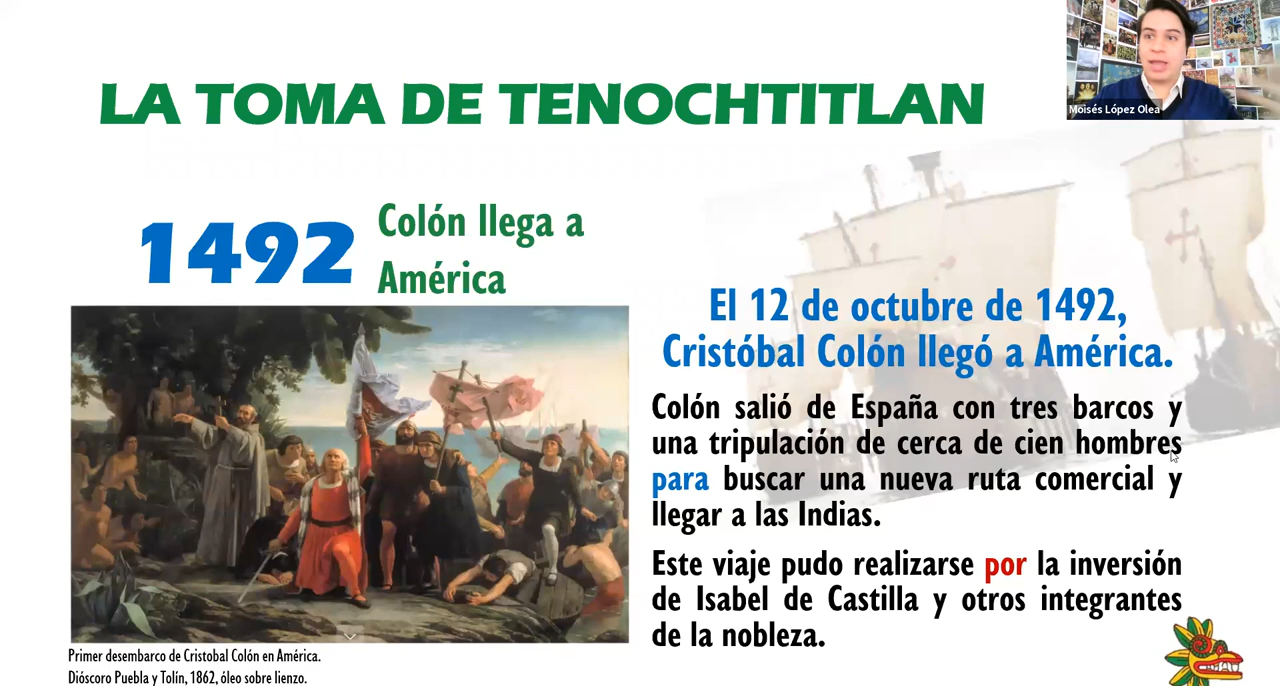 Moisés López Olea
LA TOMA DE TENOCHTITLAN
1492
Colón llega a
América
El 12 de octubre de 1492,
Cristóbal Colón llegó a América.
Colón salió de España con tres barcos y
una tripulación de cerca de cien hombres
para buscar una nueva ruta comercial y
llegar a las Indias.
Este viaje pudo realizarse por la inversión
de Isabel de Castilla y otros integrantes
de la nobleza.
Primer desembarco de Cristobal Colón en América.
Dióscoro Puebla y Tolín, 1862, óleo sobre lienzo.